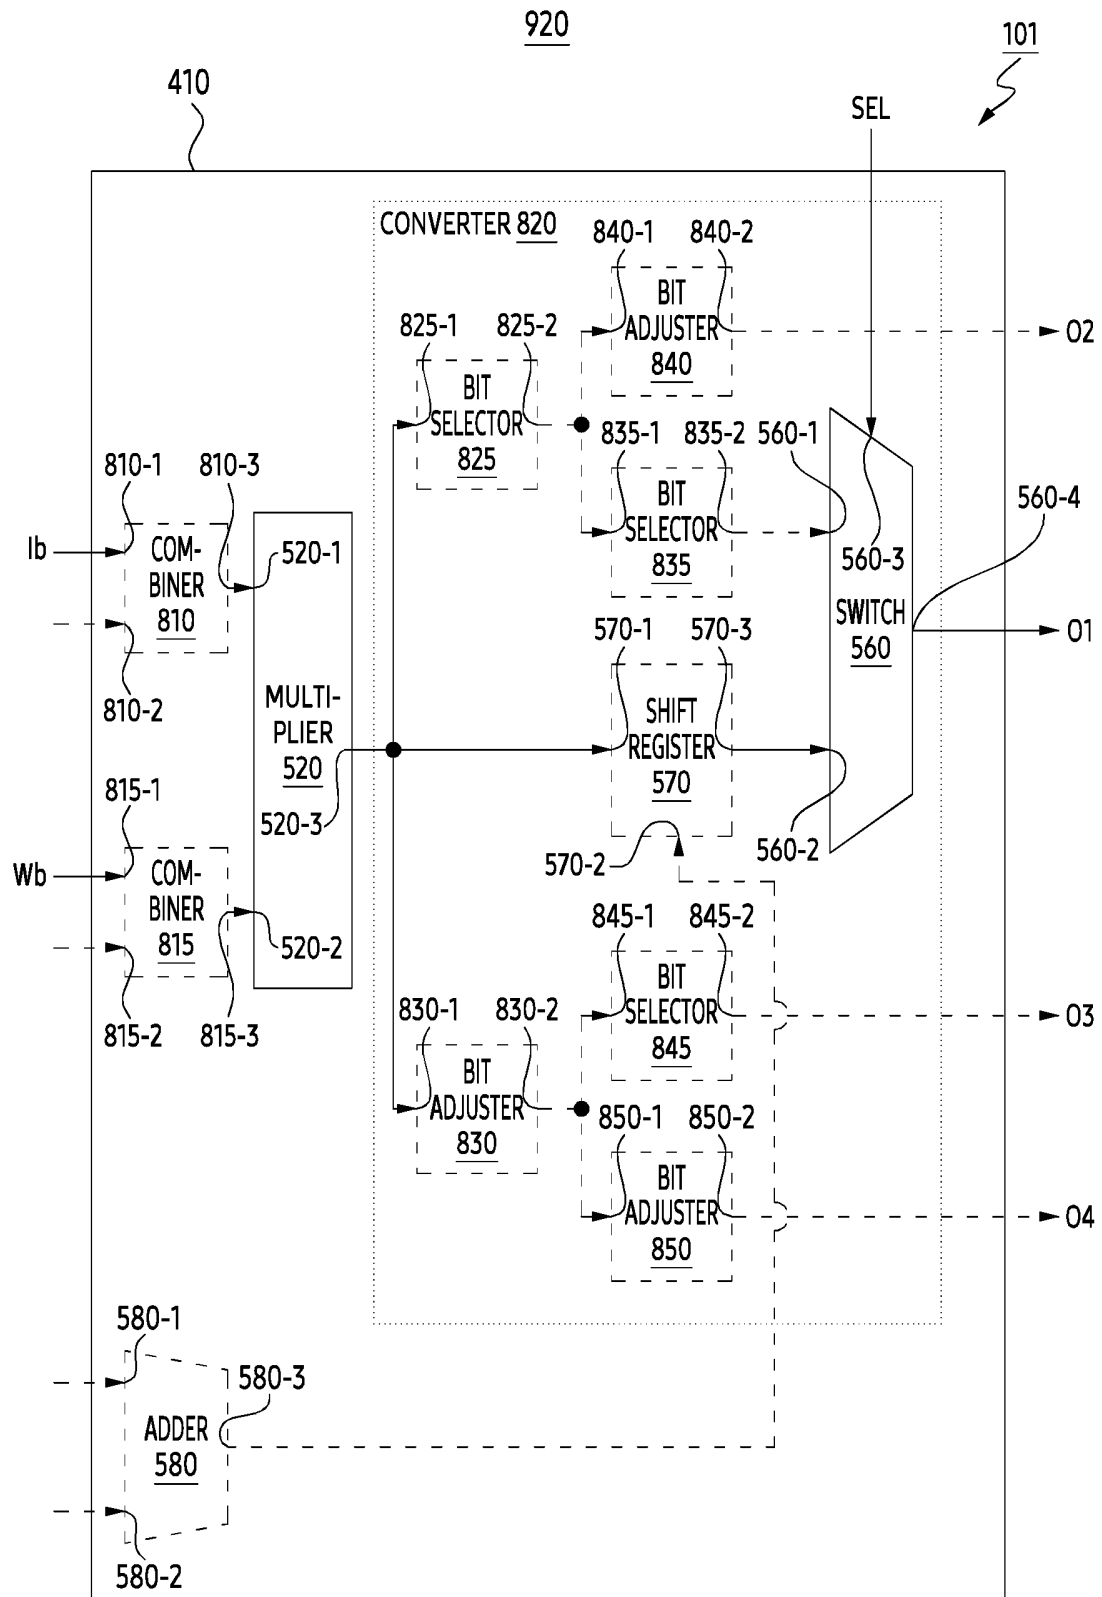 920
101
410
SEL
CONVERTER 820
840-1
840-2
BIT
ADJUSTER
840
O2
825-1
825-2
BIT
SELECTOR
825
835-1
835-2
560-1
BIT
SELECTOR
835
560-3
560-4
810-1
810-3
Ib
COM-
BINER
810
520-1
810-2
SWITCH
560
O1
570-1
570-3
MULTI-
PLIER
520
SHIFT
REGISTER
570
815-1
520-3
570-2
560-2
Wb
COM-
BINER
815
520-2
815-2
815-3
845-1
845-2
BIT
SELECTOR
845
O3
830-1
830-2
BIT
ADJUSTER
830
850-1
850-2
BIT
ADJUSTER
850
O4
580-1
580-3
ADDER
580
580-2